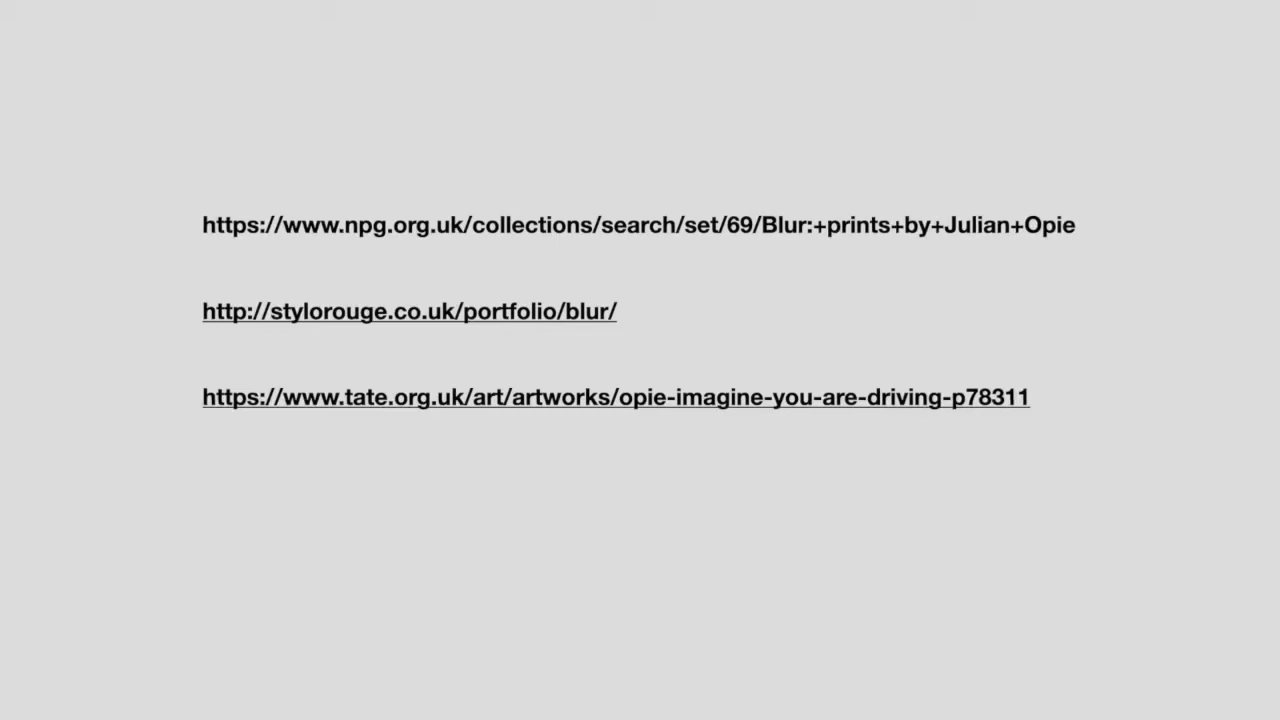 https://www.npg.org.uk/collections/search/set/69/Blur:+prints+by+Julian+Opie
http://stylorouge.co.uk/portfolio/blur/
https://www.tate.org.uk/art/artworks/opie-imagine-you-are-driving-p78311